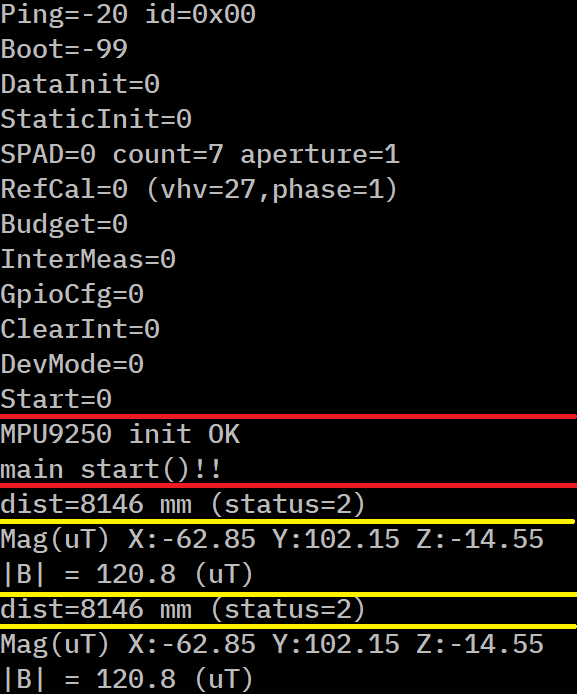 Ping=-20 id=0x00
Boot=-99
DataInit=0
StaticInit=0
SPAD=0 count=7 aperture=1
RefCal=0 (vhv=27,phase=1)
Budget=0
InterMeas=0
GpioCfg=0
ClearInt=0
DevMode=0
Start=0
MPU9250 init OK
main start()!!
dist=8146 mm (status=2)
Mag(uT) X:-62.85 Y:102.15 Z:-14.55
|B| = 120.8 (uT)
dist=8146 mm (status=2)
Mag(uT) X:-62.85 Y:102.15 Z:-14.55
|B| = 120.8 (uT)